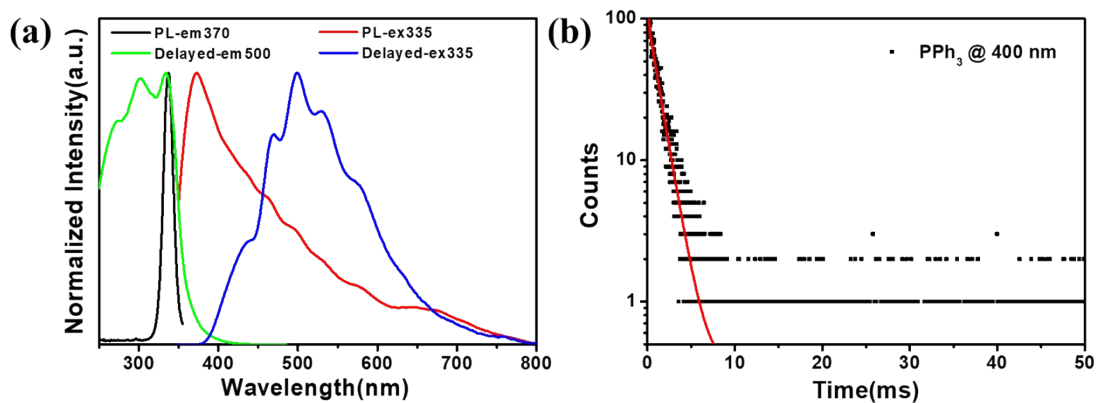 (a)
PL-em370
PL-ex335
Delayed-em500
Delayed-ex335
Normalized Intensity(a.u.)
300 400 500 600 700 800
Wavelength(nm)
(b)
PPh3 @ 400 nm
Counts
100
10
1
0 10 20 30 40 50
Time(ms)